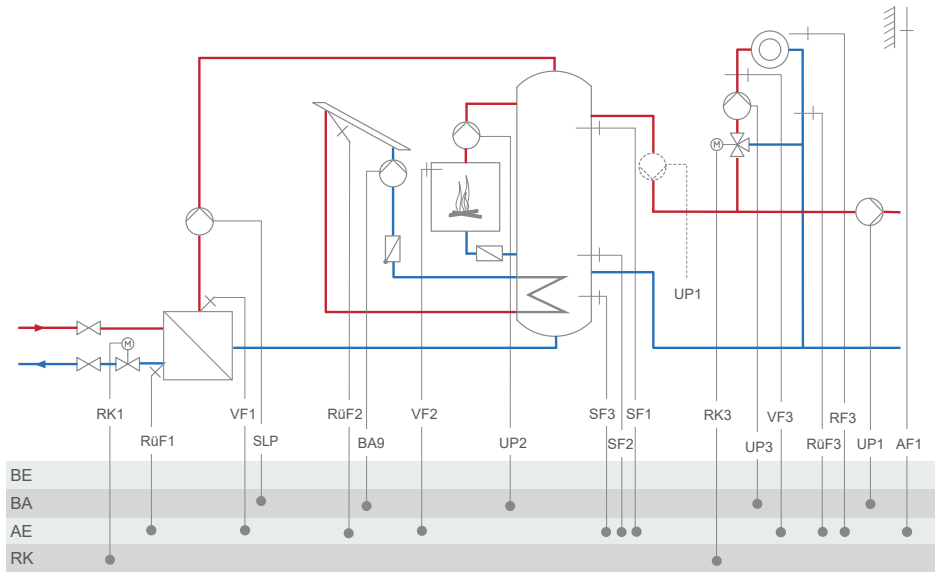 M
UP1
M
RK1
VF1
RüF2
VF2
SF3
SF1
RK3
VF3
RF3
RüF1
SLP
BA9
UP2
SF2
UP3
RüF3
UP1
AF1
BE
BA
AE
RK